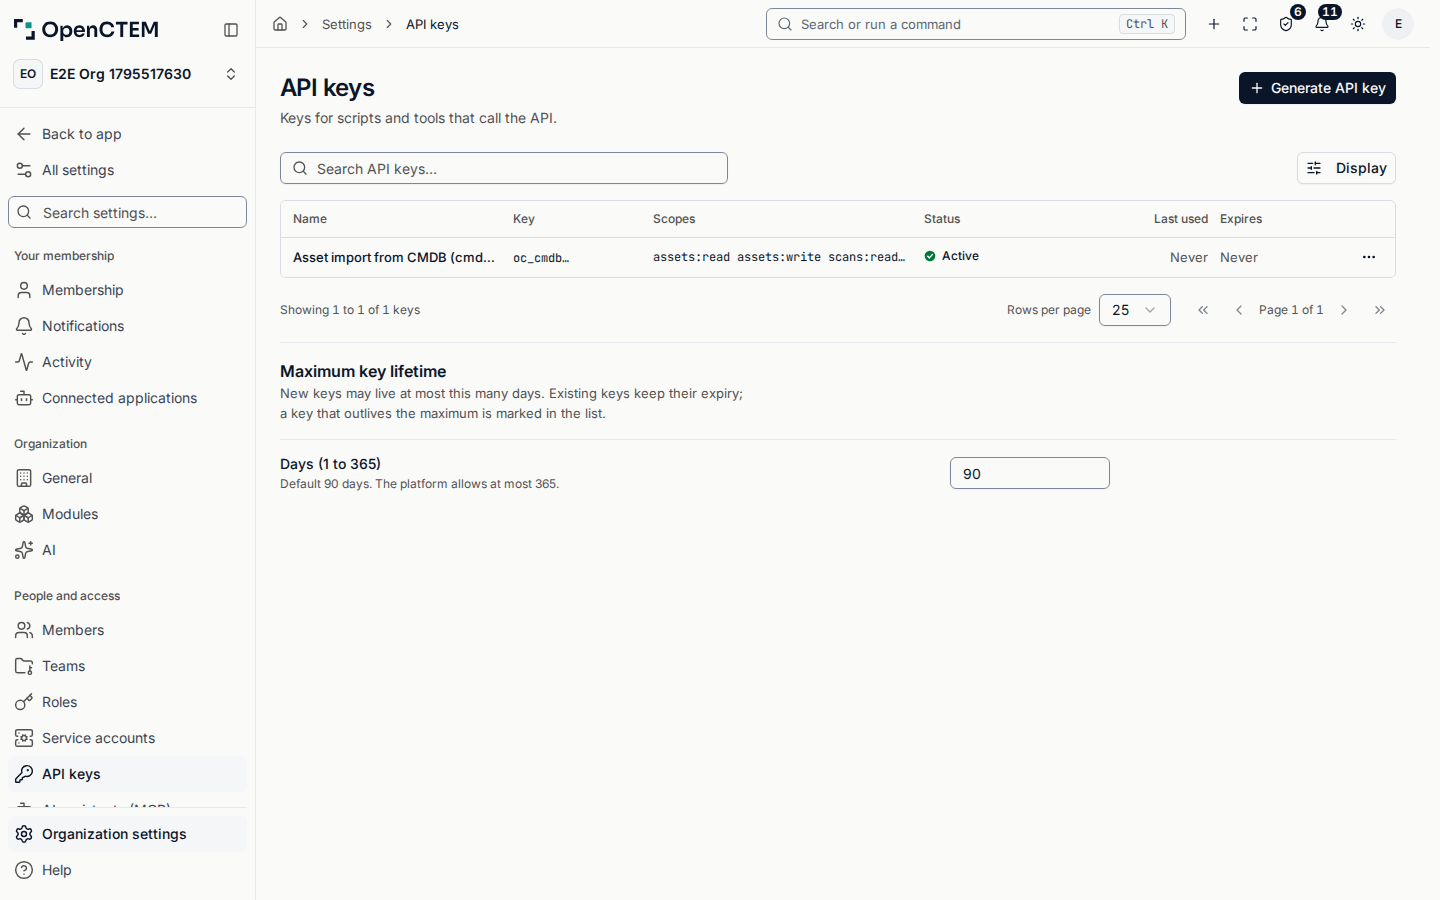 OpenCTEM
EO E2E Org 1795517630
Back to app
All settings
Search settings...
Your membership
Membership
Notifications
Activity
Connected applications
Organization
General
Modules
AI
People and access
Members
Teams
Roles
Service accounts
API keys
Organization settings
Help
Settings API keys
Search or run a command Ctrl K
6
11
E
API keys
Generate API key
Keys for scripts and tools that call the API.
Search API keys...
Display
Name Key Scopes Status Last used Expires
Asset import from CMDB (cmd... oc_cmdb… assets:read assets:write scans:read… Active Never Never
Showing 1 to 1 of 1 keys
Rows per page 25 Page 1 of 1
Maximum key lifetime
New keys may live at most this many days. Existing keys keep their expiry;
a key that outlives the maximum is marked in the list.
Days (1 to 365)
90
Default 90 days. The platform allows at most 365.